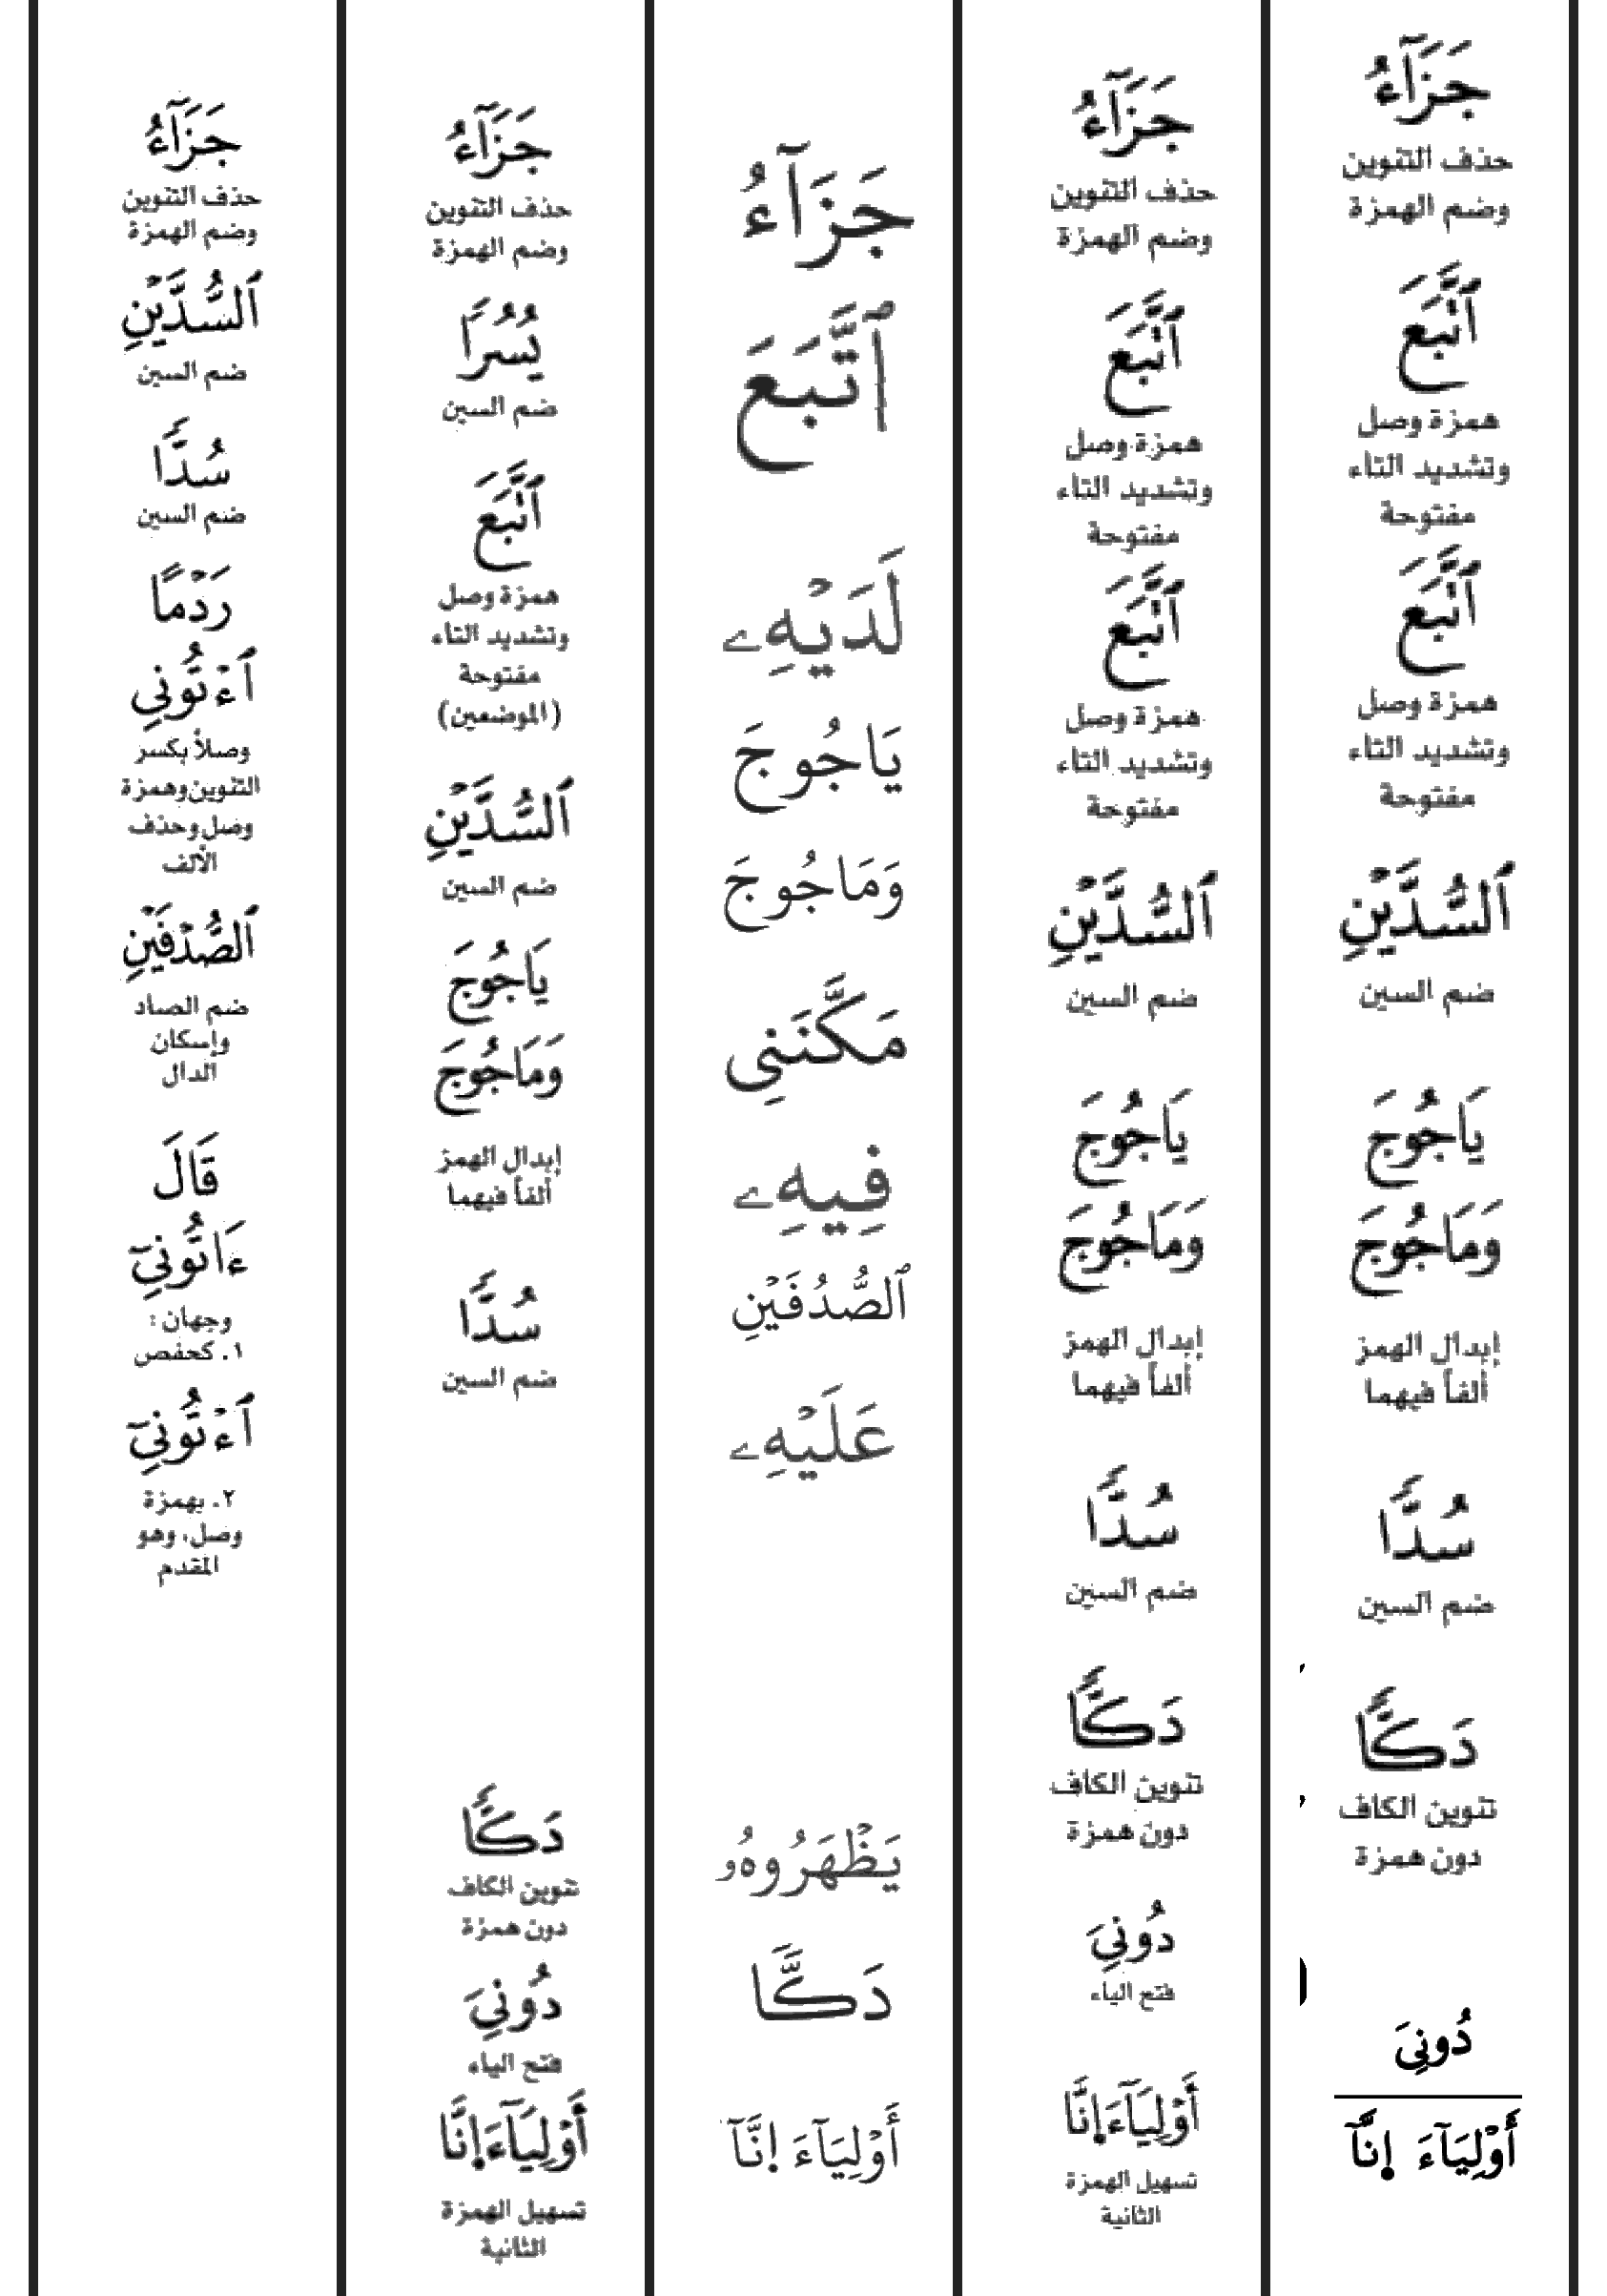 جَزَآءُ
حذف التنوين
وضم الهمزة
ٱتَّبَعَ
همزة وصل
وتشديد التاء
مفتوحة
ٱتَّبَعَ
همزة وصل
وتشديد التاء
مفتوحة
ٱلسُّدَّيۡنِ
ضم السين
يَاجُوجَ
وَمَاجُوجَ
إبدال الهمز
ألفاً فيهما
سُدًّا
ضم السين
دَكًّا
تنوين الكاف
دون همزة
دُونِيَ
أَوۡلِيَآءَ إِنَّآ
جَزَآءُ
حذف التنوين
وضم الهمزة
ٱتَّبَعَ
همزة وصل
وتشديد التاء
مفتوحة
ٱتَّبَعَ
همزة وصل
وتشديد التاء
مفتوحة
ٱلسُّدَّيۡنِ
ضم السين
يَاجُوجَ
وَمَاجُوجَ
إبدال الهمز
ألفاً فيهما
سُدًّا
ضم السين
دَكًّا
تنوين الكاف
دون همزة
دُونِيَ
فتح الياء
أَوۡلِيَآءَ إِنَّا
تسهيل الهمزة
الثانية
جَزَآءُ
ٱتَّبَعَ
لَدَيۡهِۦ
يَاجُوجَ
وَمَاجُوجَ
مَكَّنَنِى
فِيهِۦ
ٱلصُّدُفَيۡنِ
عَلَيۡهِۦ
يَظۡهَرُوهُۥ
دَكًّا
أَوۡلِيَآءَ إِنَّآ
جَزَآءُ
حذف التنوين
وضم الهمزة
يُسُرًا
ضم السين
ٱتَّبَعَ
همزة وصل
وتشديد التاء
مفتوحة
(الموضعين)
ٱلسُّدَّيۡنِ
ضم السين
يَاجُوجَ
وَمَاجُوجَ
إبدال الهمز
ألفاً فيهما
سُدًّا
ضم السين
دَكًّا
تنوين الكاف
دون همزة
دُونِيَ
فتح الياء
أَوۡلِيَآءَ إِنَّا
تسهيل الهمزة
الثانية
جَزَآءُ
حذف التنوين
وضم الهمزة
ٱلسُّدَّيۡنِ
ضم السين
سُدًّا
ضم السين
رَدۡمًا
ٱءۡتُونِي
وصلاً بكسر
التنوين وهمزة
وصل وحذف
الألف
ٱلصُّدۡفَيۡنِ
ضم الصاد
وإسكان
الدال
قَالَ
ءَاتُونِيٓ
وجهان :
١. كحفص
ٱءۡتُونِيٓ
٢. بهمزة
وصل، وهو
المقدم